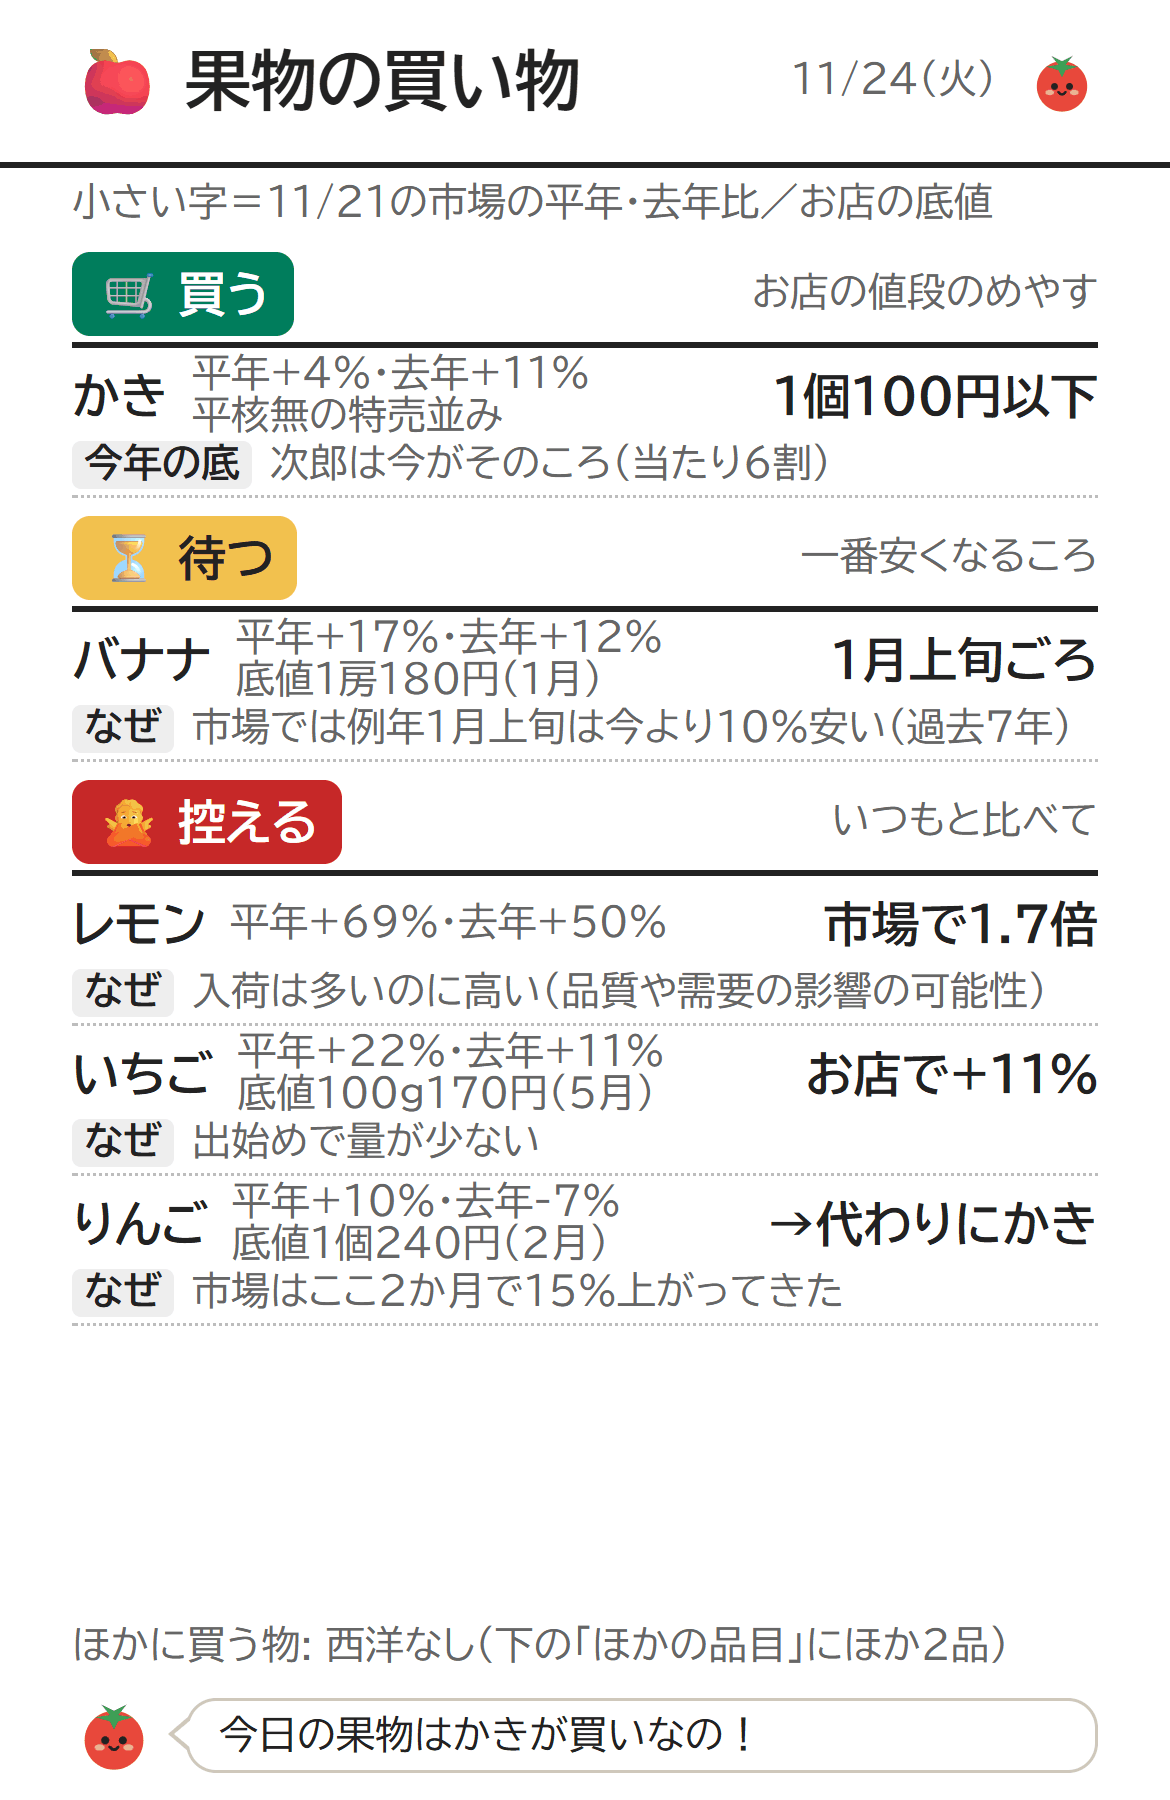 果物の買い物
11/24(火)
小さい字＝11/21の市場の平年・去年比／お店の底値
買う
お店の値段のめやす
かき
平年+4%・去年+11%
平核無の特売並み
1個100円以下
今年の底 次郎は今がそのころ(当たり6割)
待つ
一番安くなるころ
バナナ
平年+17%・去年+12%
底値1房180円(1月)
1月上旬ごろ
なぜ 市場では例年1月上旬は今より10%安い(過去7年)
控える
いつもと比べて
レモン 平年+69%・去年+50%
市場で1.7倍
なぜ 入荷は多いのに高い(品質や需要の影響の可能性)
いちご
平年+22%・去年+11%
底値100g170円(5月)
お店で+11%
なぜ 出始めで量が少ない
りんご
平年+10%・去年-7%
底値1個240円(2月)
→代わりにかき
なぜ 市場はここ2か月で15%上がってきた
ほかに買う物: 西洋なし(下の「ほかの品目」にほか2品)
今日の果物はかきが買いなの！